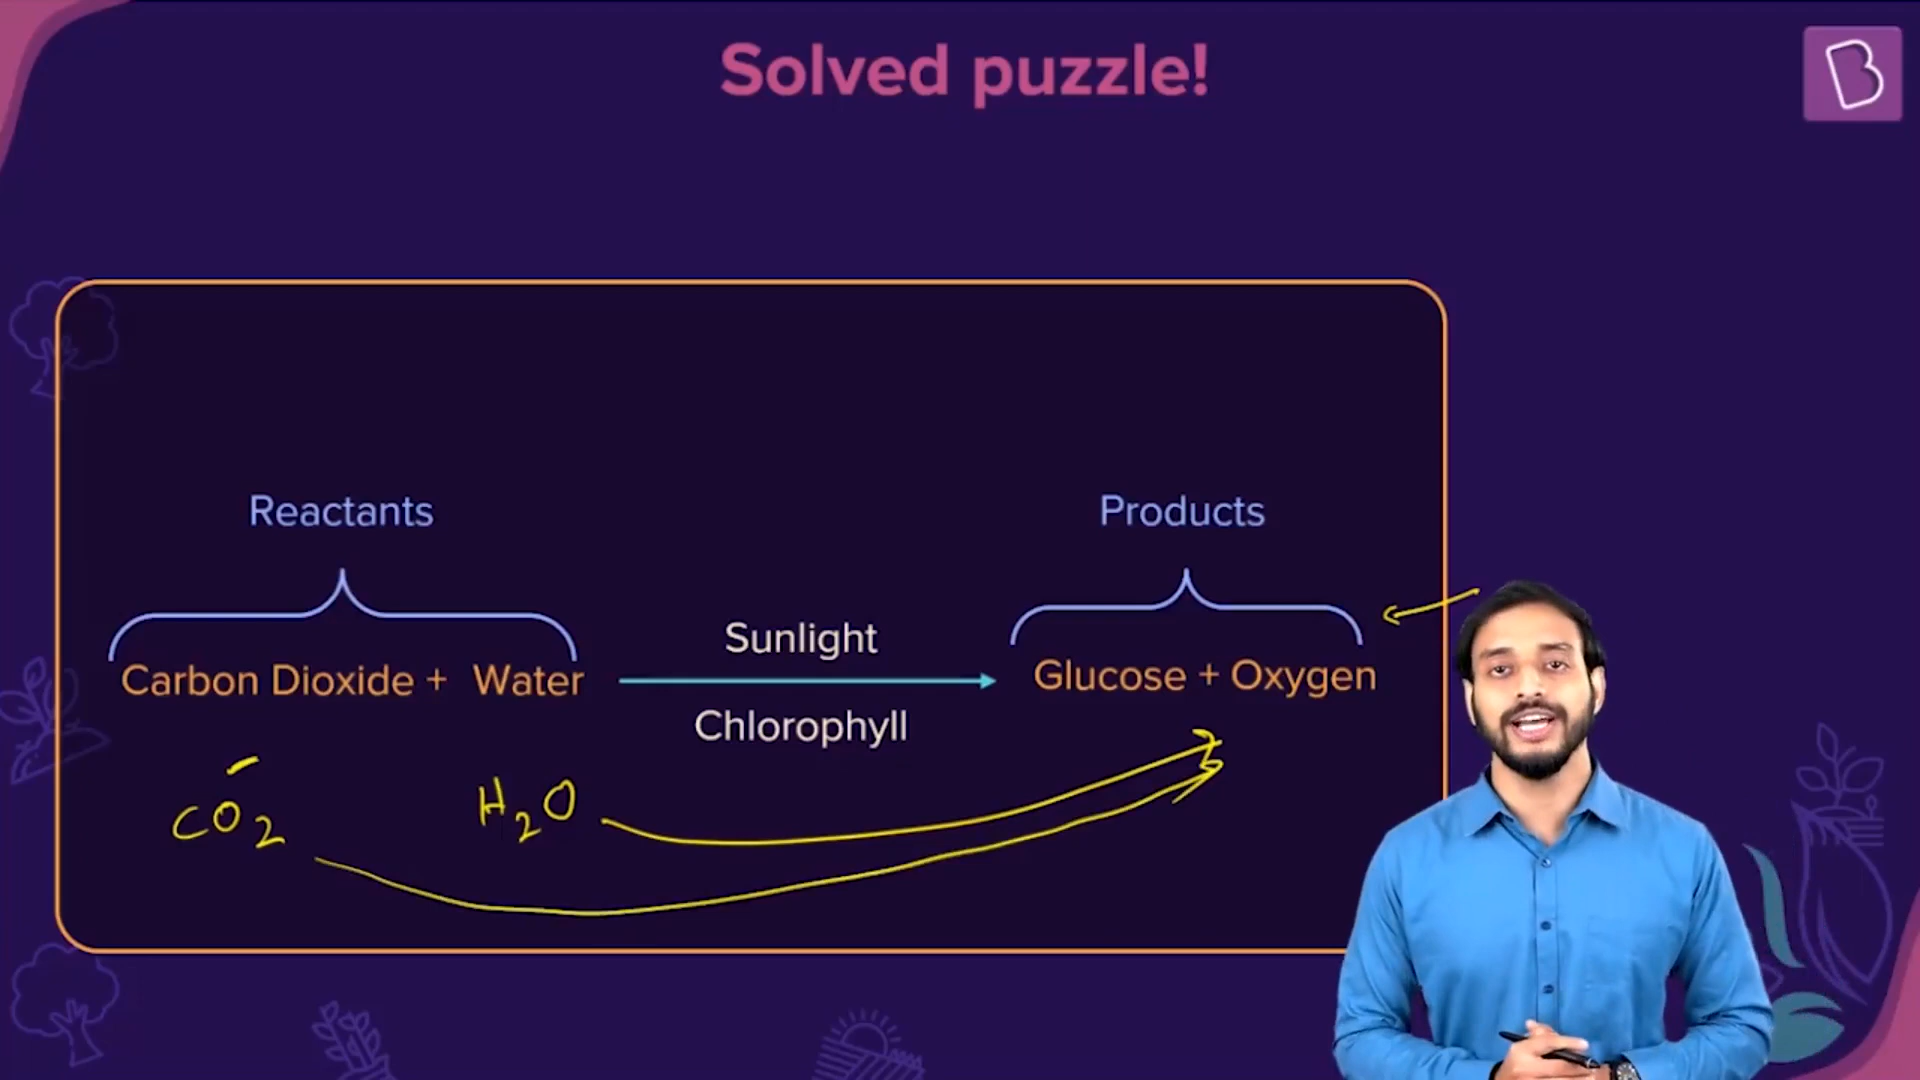 Solved puzzle!
B
Reactants
Products
Sunlight
Carbon Dioxide + Water
Glucose + Oxygen
Chlorophyll
CO2
H2O